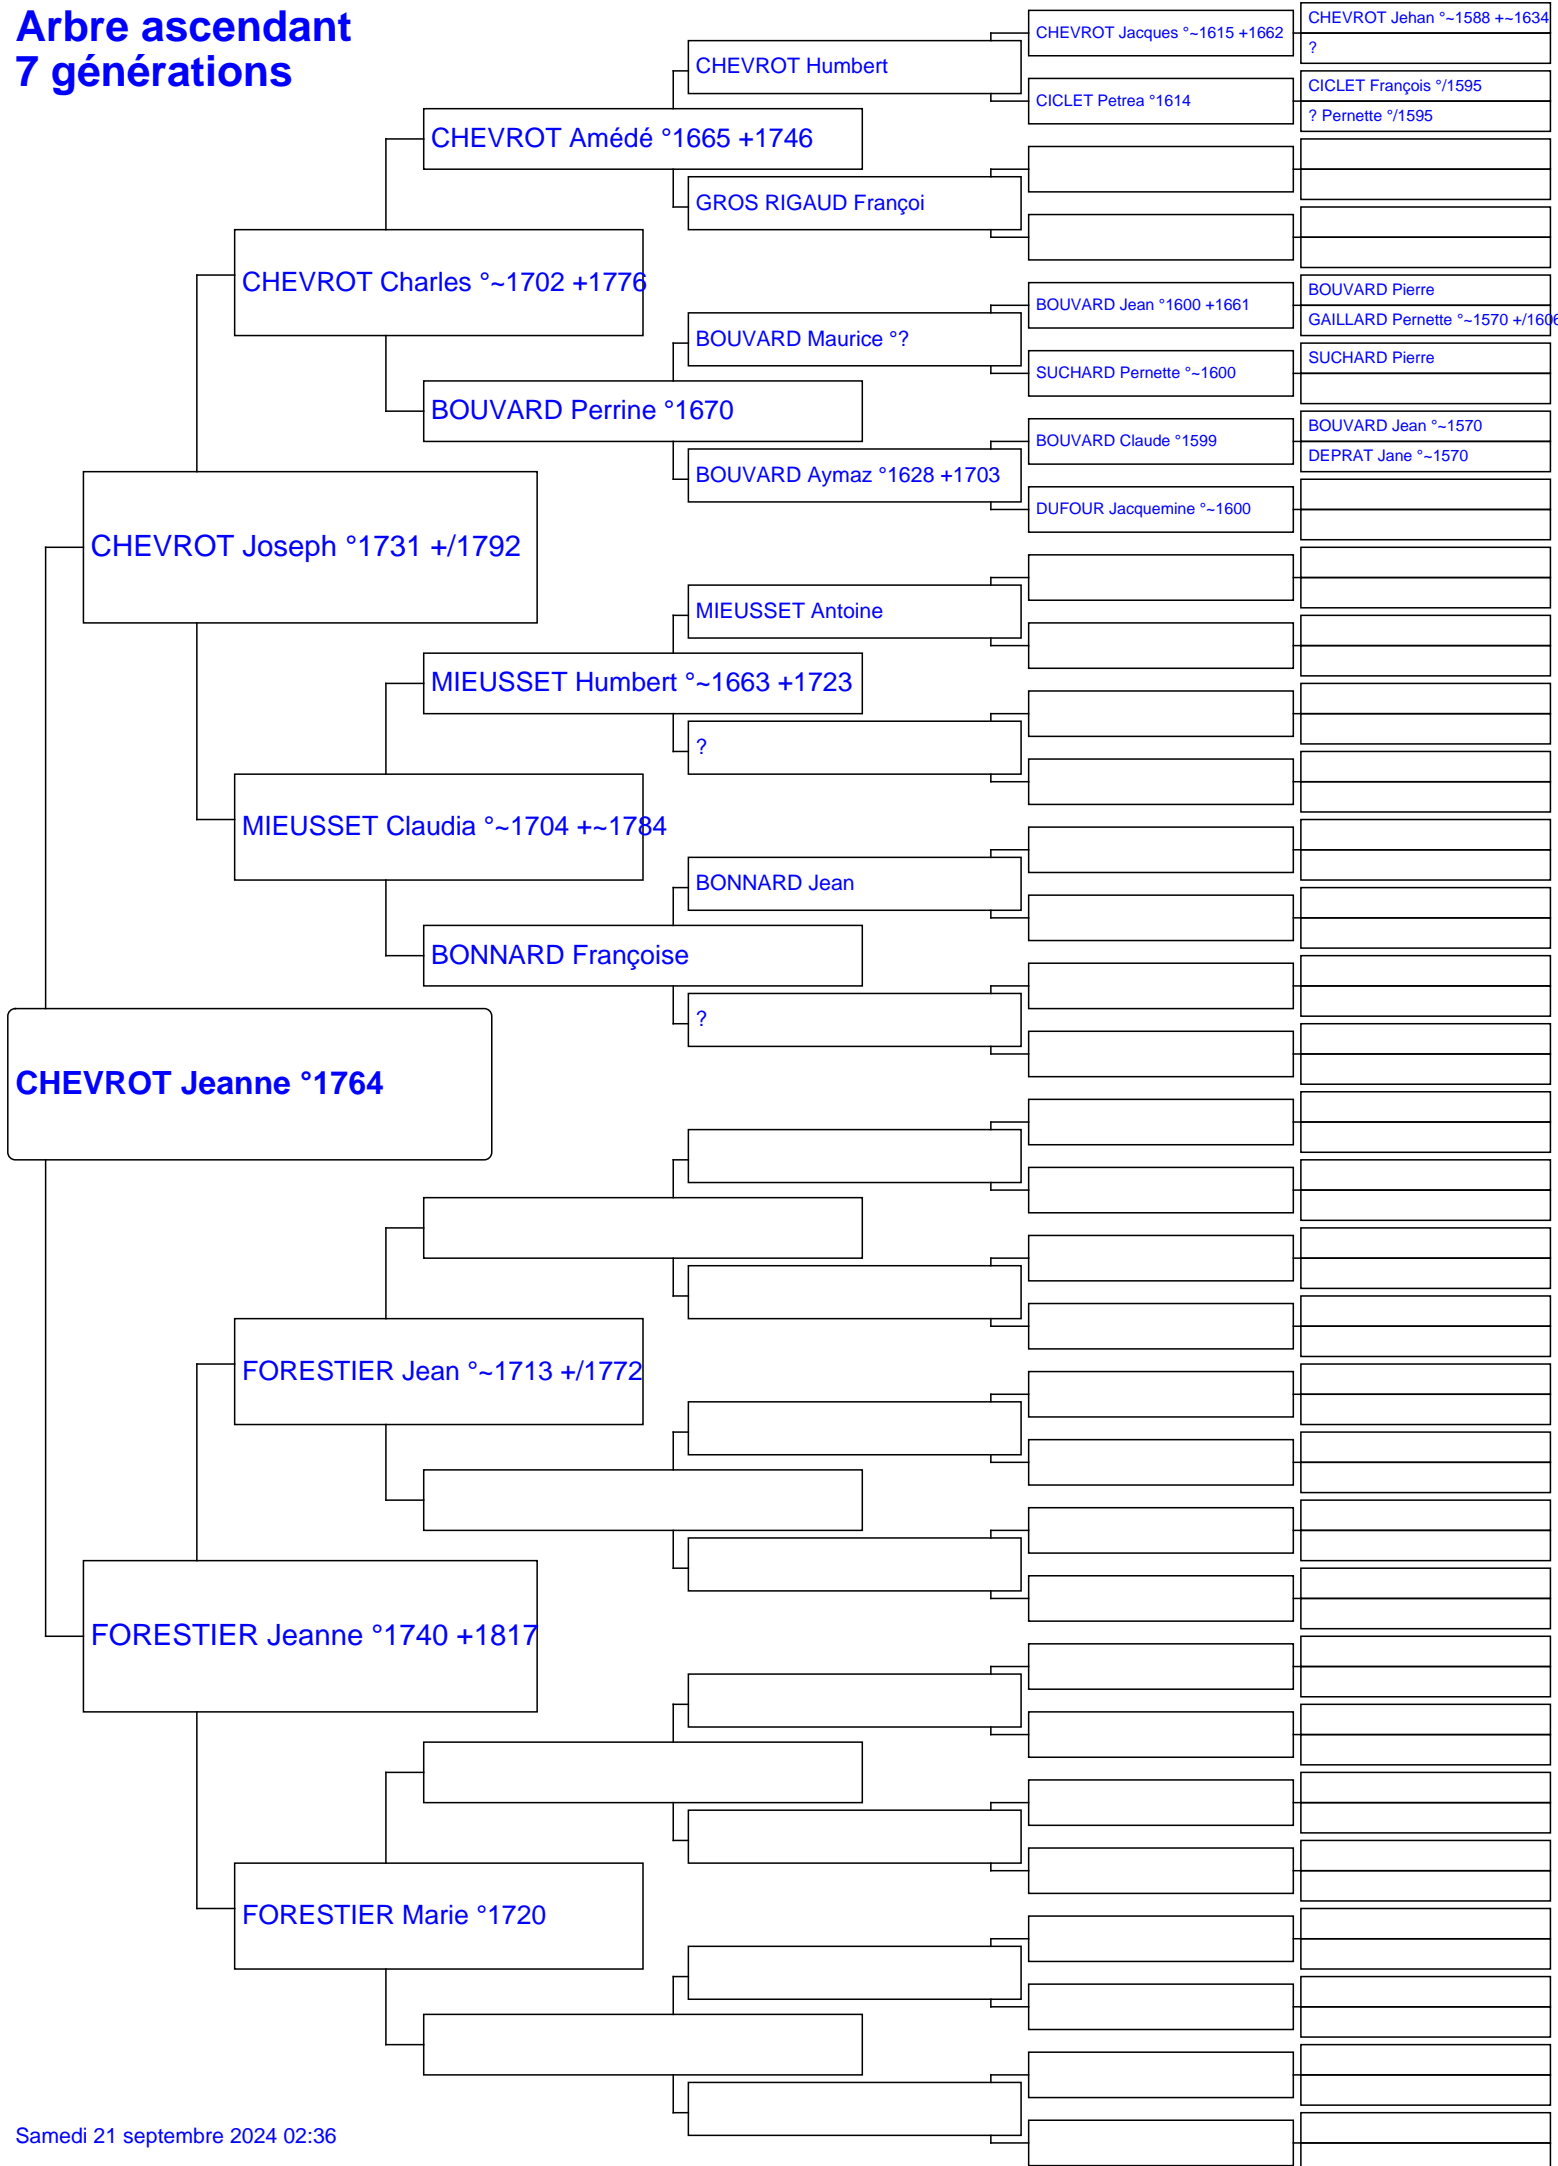 Arbre ascendant
7 générations
CHEVROT Jeanne °1764
CHEVROT Joseph °1731 +/1792
FORESTIER Jeanne °1740 +1817
CHEVROT Charles °~1702 +1776
MIEUSSET Claudia °~1704 +~1784
FORESTIER Jean °~1713 +/1772
FORESTIER Marie °1720
CHEVROT Amédé °1665 +1746
BOUVARD Perrine °1670
MIEUSSET Humbert °~1663 +1723
BONNARD Françoise
CHEVROT Humbert
GROS RIGAUD Françoi
BOUVARD Maurice °?
BOUVARD Aymaz °1628 +1703
MIEUSSET Antoine
?
BONNARD Jean
?
CHEVROT Jacques °~1615 +1662
CICLET Petrea °1614
BOUVARD Jean °1600 +1661
SUCHARD Pernette °~1600
BOUVARD Claude °1599
DUFOUR Jacquemine °~1600
CHEVROT Jehan °~1588 +~1634
?
CICLET François °/1595
? Pernette °/1595
BOUVARD Pierre
GAILLARD Pernette °~1570 +/1606
SUCHARD Pierre
BOUVARD Jean °~1570
DEPRAT Jane °~1570
Samedi 21 septembre 2024 02:36